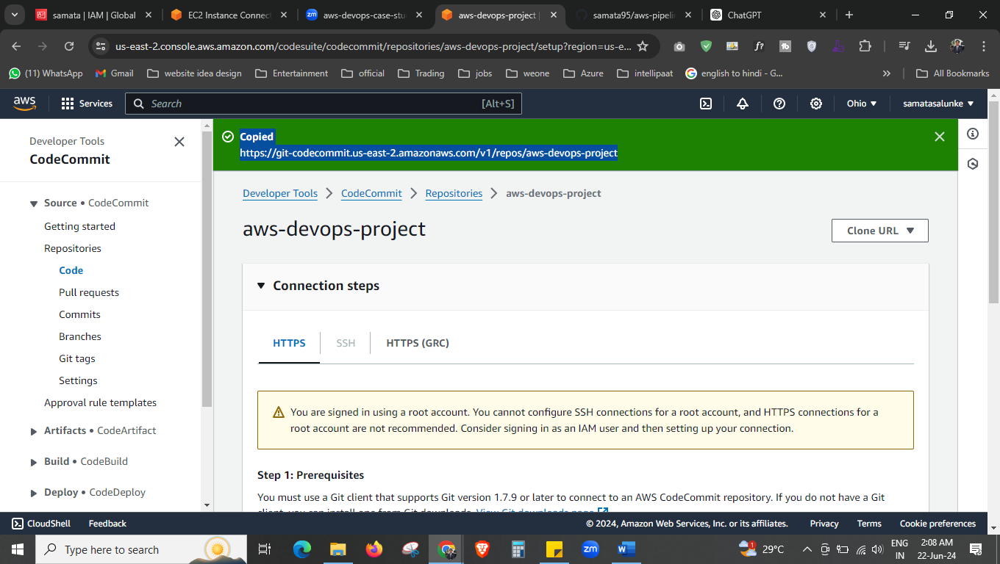 samata | IAM | Global
EC2 Instance Connec
zm
aws-devops-case-stu
aws-devops-project |
samata95/aws-pipelin
ChatGPT
us-east-2.console.aws.amazon.com/codesuite/codecommit/repositories/aws-devops-project/setup?region=us-e...
f?
tb
(11) WhatsApp
Gmail
website idea design
Entertainment
official
Trading
jobs
weone
Azure
intellipaat
english to hindi - G...
All Bookmarks
aws
Services
Search
[Alt+S]
Ohio
samatasalunke
Developer Tools
CodeCommit
Source • CodeCommit
Getting started
Repositories
Code
Pull requests
Commits
Branches
Git tags
Settings
Approval rule templates
Artifacts • CodeArtifact
Build • CodeBuild
Deploy • CodeDeploy
Copied
https://git-codecommit.us-east-2.amazonaws.com/v1/repos/aws-devops-project
Developer Tools
CodeCommit
Repositories
aws-devops-project
aws-devops-project
Clone URL
Connection steps
HTTPS
SSH
HTTPS (GRC)
You are signed in using a root account. You cannot configure SSH connections for a root account, and HTTPS connections for a
root account are not recommended. Consider signing in as an IAM user and then setting up your connection.
Step 1: Prerequisites
You must use a Git client that supports Git version 1.7.9 or later to connect to an AWS CodeCommit repository. If you do not have a Git
client, you can install one from Git downloads. View Git downloads page
CloudShell
Feedback
© 2024, Amazon Web Services, Inc. or its affiliates.
Privacy
Terms
Cookie preferences
Type here to search
zm
W
1
29°C
ENG
IN
2:08 AM
22-Jun-24